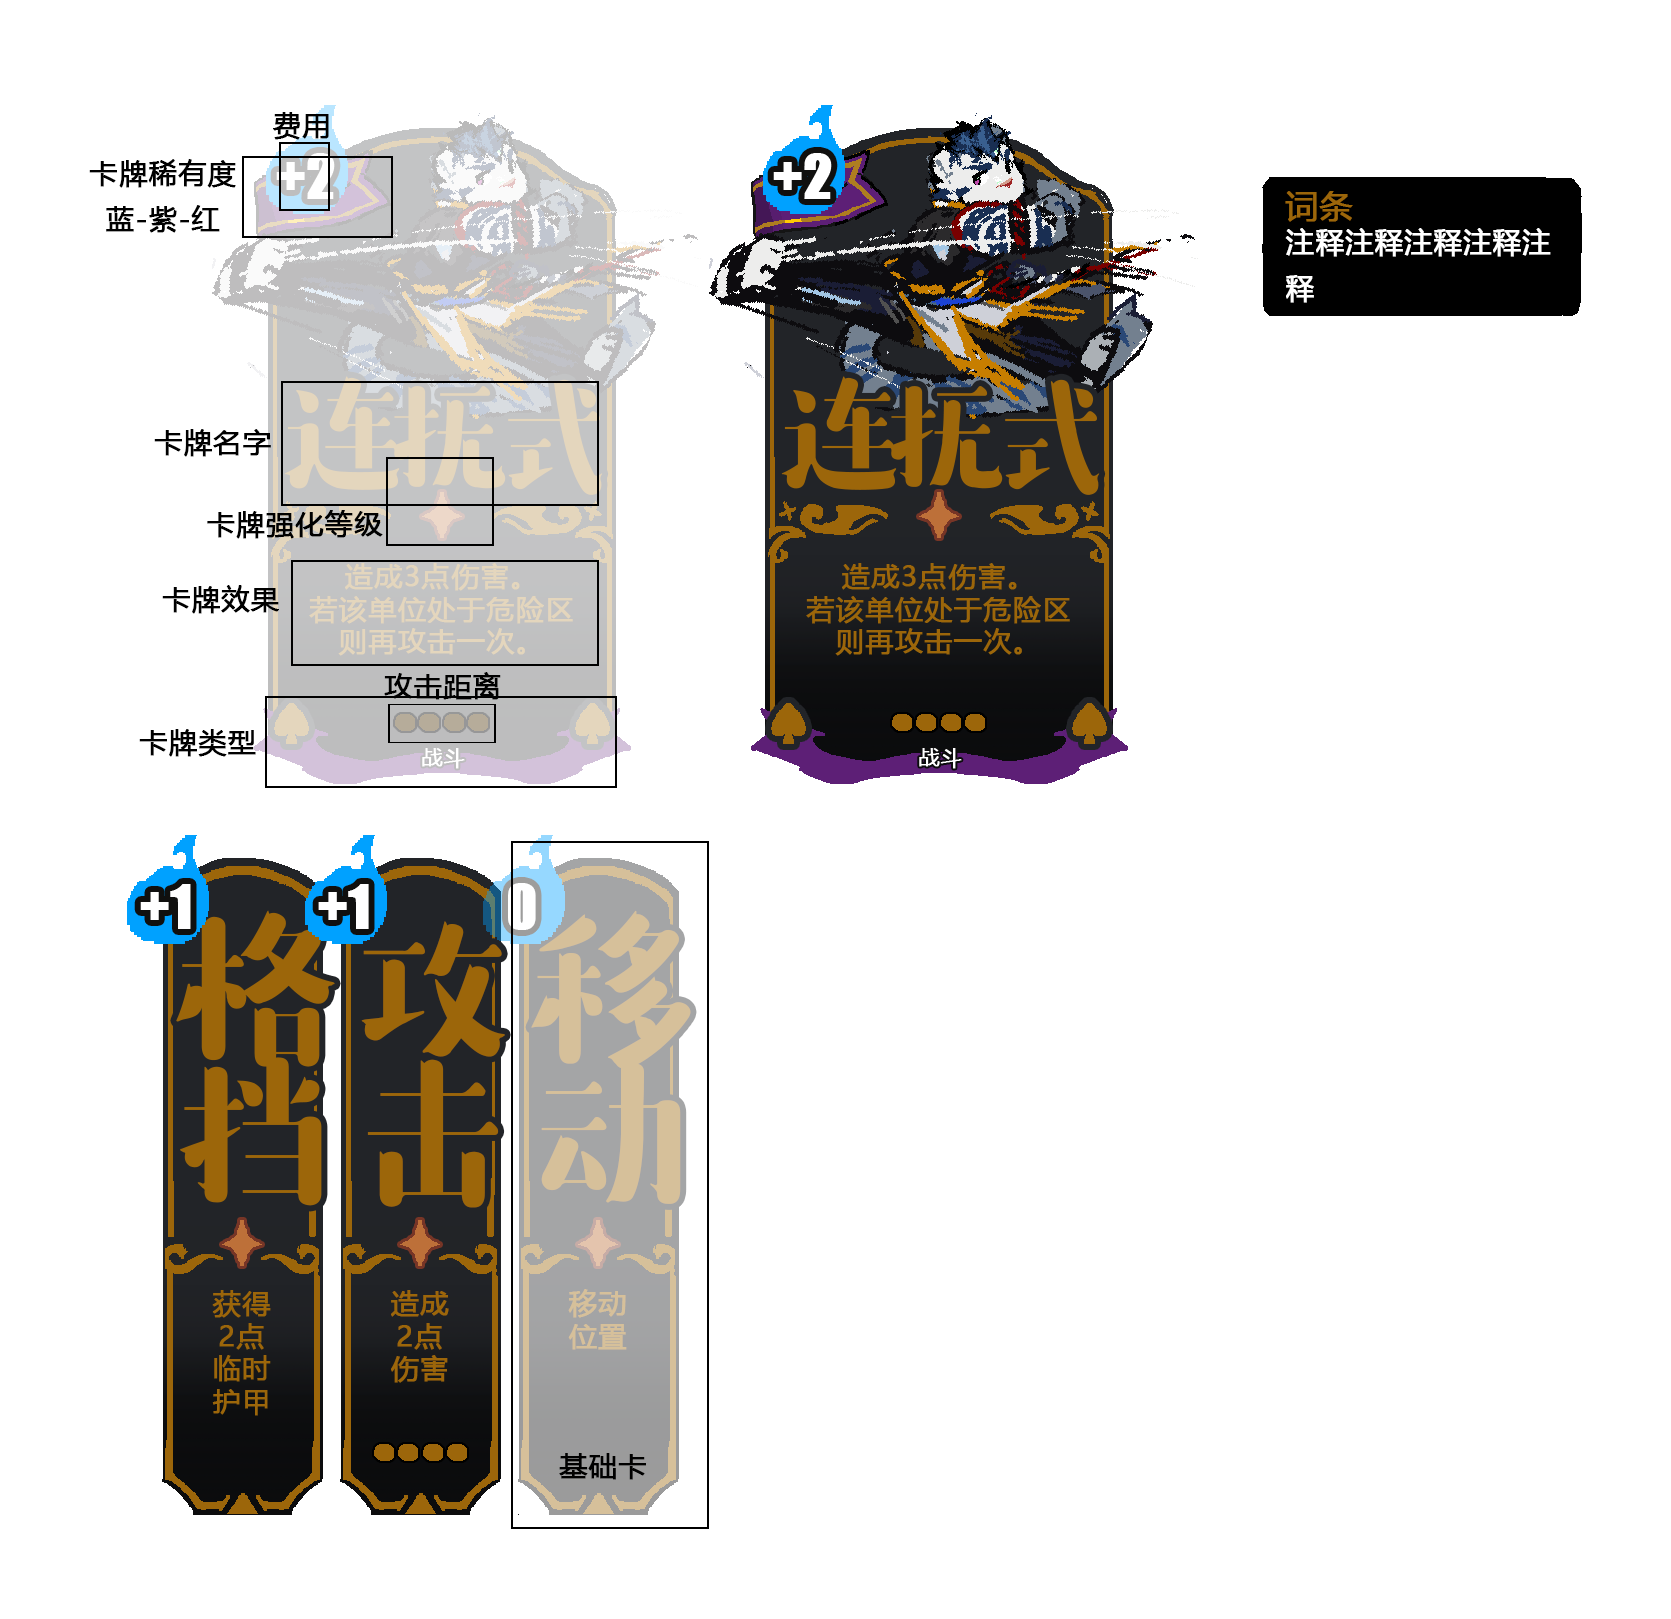 费用
+2
卡牌稀有度
蓝-紫-红
连抚式
卡牌名字
卡牌强化等级
造成3点伤害。
若该单位处于危险区
则再攻击一次。
卡牌效果
攻击距离
卡牌类型
战斗
+2
连抚式
造成3点伤害。
若该单位处于危险区
则再攻击一次。
战斗
词条
注释注释注释注释注
释
+1
格
挡
获得
2点
临时
护甲
+1
攻
击
造成
2点
伤害
0
移
动
移动
位置
基础卡